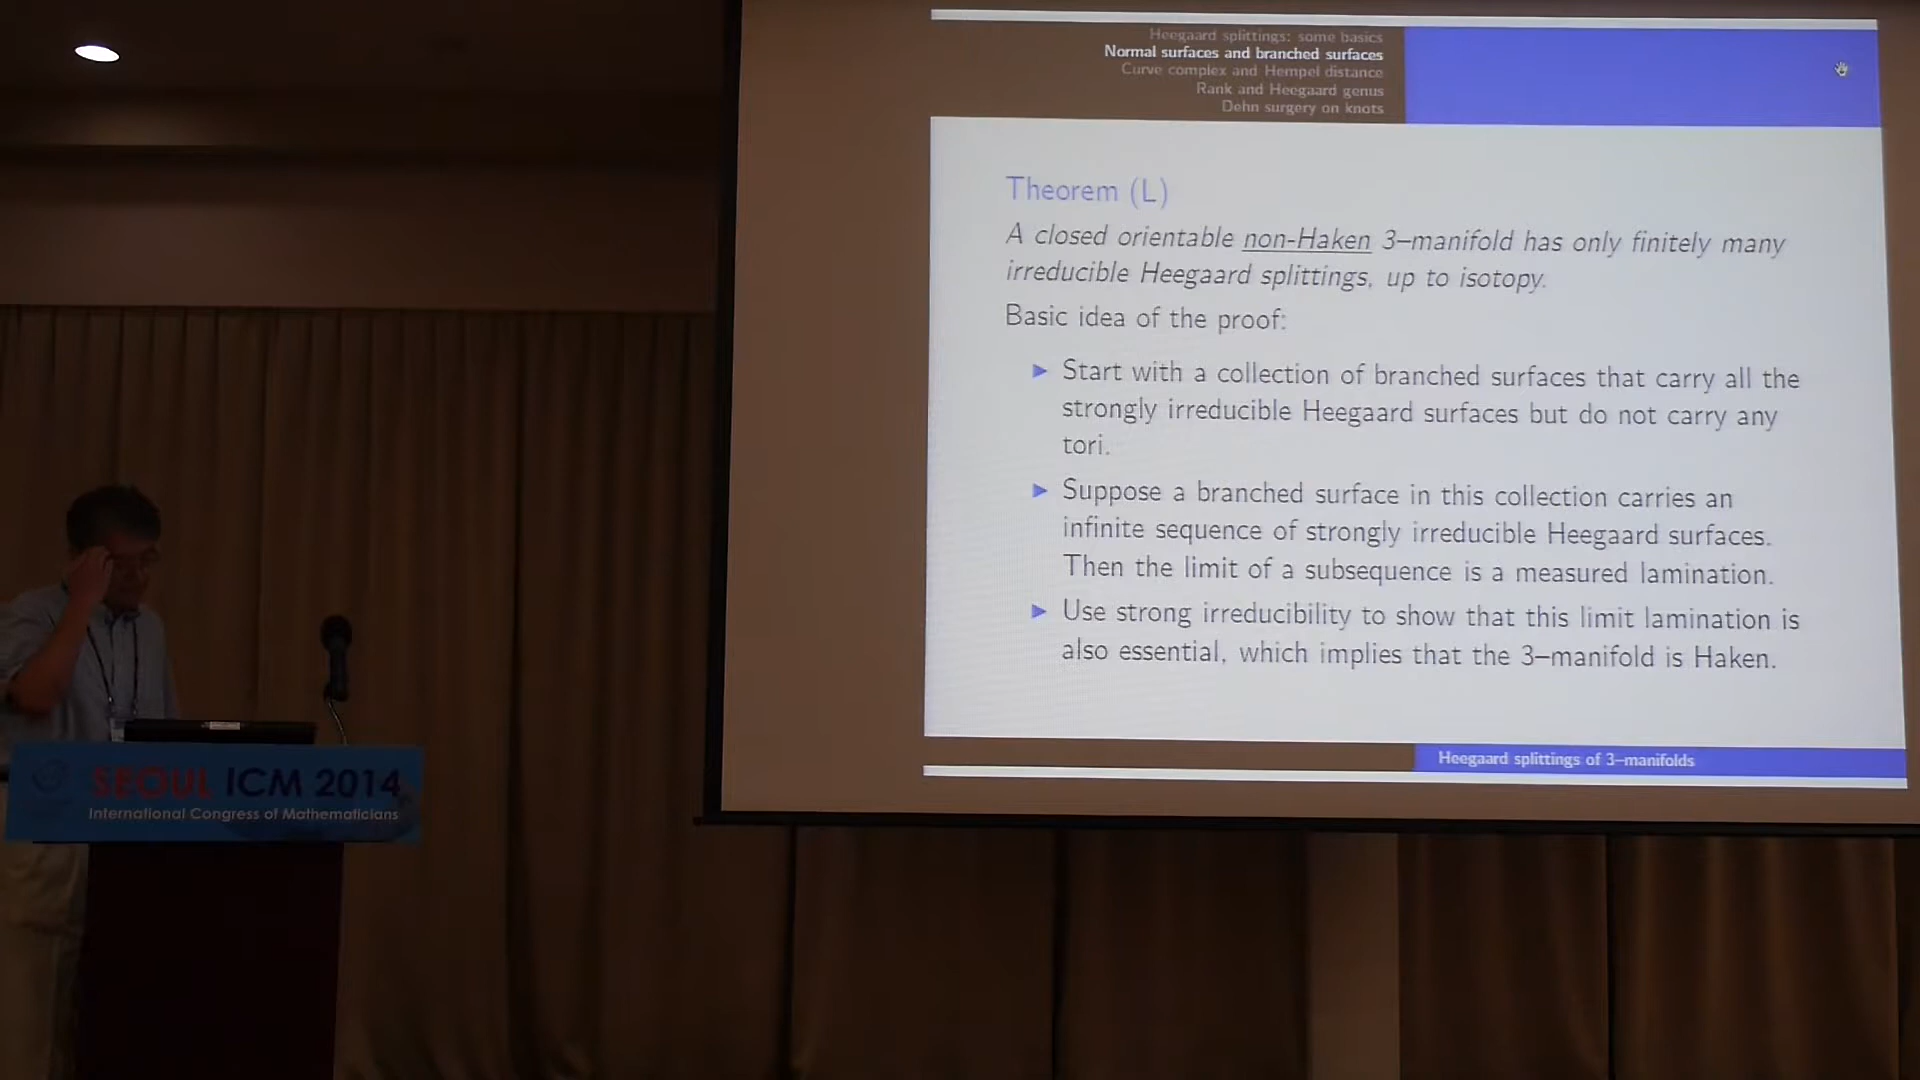 Heegaard splittings: some basics
Normal surfaces and branched surfaces
Curve complex and Hempel distance
Rank and Heegaard genus
Dehn surgery on knots
Theorem (L)
A closed orientable non-Haken 3–manifold has only finitely many
irreducible Heegaard splittings, up to isotopy.
Basic idea of the proof:
► Start with a collection of branched surfaces that carry all the
strongly irreducible Heegaard surfaces but do not carry any
tori.
► Suppose a branched surface in this collection carries an
infinite sequence of strongly irreducible Heegaard surfaces.
Then the limit of a subsequence is a measured lamination.
► Use strong irreducibility to show that this limit lamination is
also essential, which implies that the 3–manifold is Haken.
Heegaard splittings of 3–manifolds
SEOUL ICM 2014
International Congress of Mathematicians